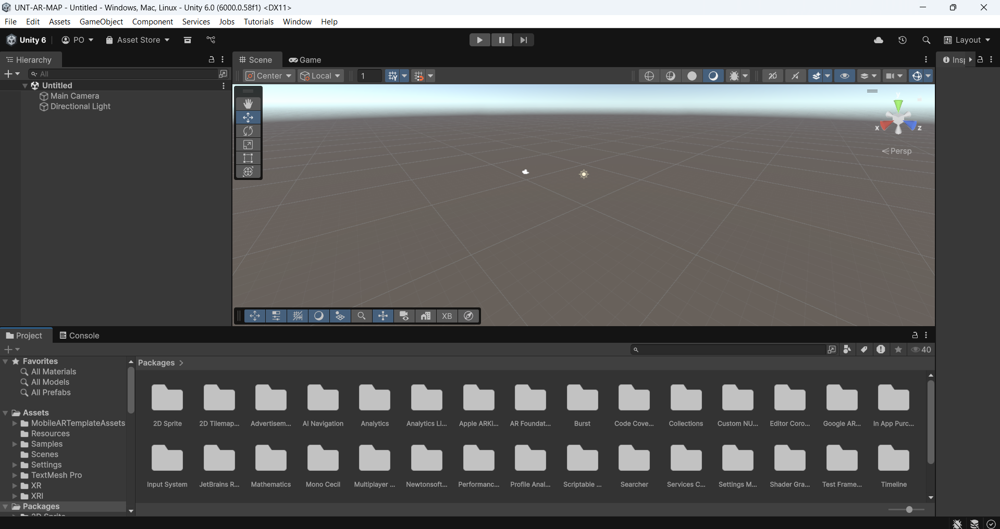 UNT-AR-MAP - Untitled - Windows, Mac, Linux - Unity 6.0 (6000.0.58f1) <DX11>
File Edit Assets GameObject Component Services Jobs Tutorials Window Help
Unity 6 PO Asset Store Layout
Hierarchy
All
Untitled
Main Camera
Directional Light
Scene Game
Center Local 1
2D
y
x z
Persp
XB
Insp
Project Console
40
Favorites
All Materials
All Models
All Prefabs
Assets
MobileARTemplateAssets
Resources
Samples
Scenes
Settings
TextMesh Pro
XR
XRI
Packages
2D Sprite
Packages >
2D Sprite 2D Tilemap... Advertisem... AI Navigation Analytics Analytics Li... Apple ARKi... AR Foundat... Burst Code Cove... Collections Custom NU... Editor Coro... Google AR... In App Purc...
Input System JetBrains R... Mathematics Mono Cecil Multiplayer ... Newtonsoft... Performanc... Profile Anal... Scriptable ... Searcher Services C... Settings M... Shader Gra... Test Frame... Timeline